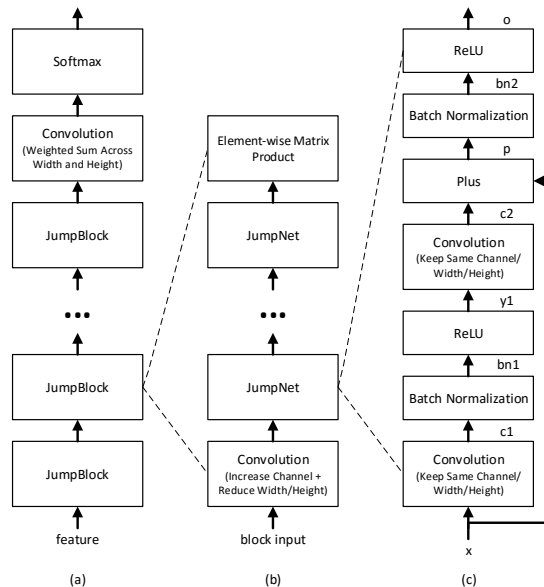 Softmax
Convolution
(Weighted Sum Across
Width and Height)
JumpBlock
...
JumpBlock
JumpBlock
feature
(a)
Element-wise Matrix
Product
JumpNet
...
JumpNet
Convolution
(Increase Channel +
Reduce Width/Height)
block input
(b)
o
ReLU
bn2
Batch Normalization
p
Plus
c2
Convolution
(Keep Same Channel/
Width/Height)
y1
ReLU
bn1
Batch Normalization
c1
Convolution
(Keep Same Channel/
Width/Height)
x
(c)